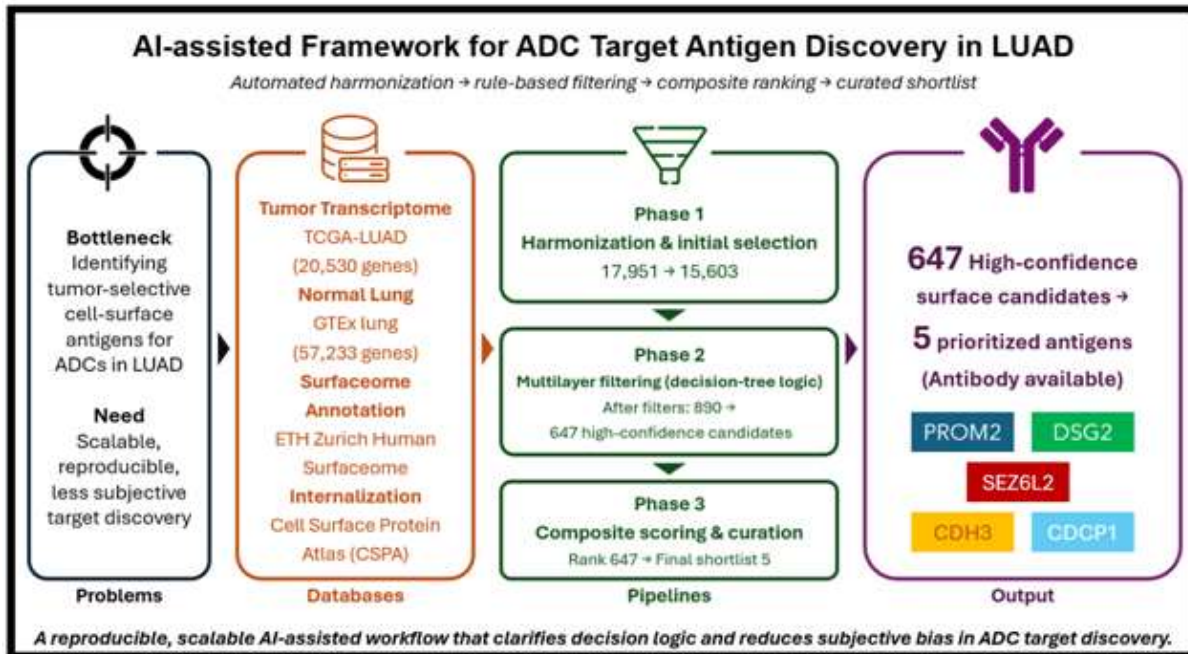 AI-assisted Framework for ADC Target Antigen Discovery in LUAD
Automated harmonization → rule-based filtering → composite ranking → curated shortlist
Bottleneck
Identifying
tumor-selective
cell-surface
antigens for
ADCs in LUAD
Need
Scalable,
reproducible,
less subjective
target discovery
Problems
Tumor Transcriptome
TCGA-LUAD
(20,530 genes)
Normal Lung
GTEx lung
(57,233 genes)
Surfaceome
Annotation
ETH Zurich Human
Surfaceome
Internalization
Cell Surface Protein
Atlas (CSPA)
Databases
Phase 1
Harmonization & initial selection
17,951 → 15,603
Phase 2
Multilayer filtering (decision-tree logic)
After filters: 890 →
647 high-confidence candidates
Phase 3
Composite scoring & curation
Rank 647 → Final shortlist 5
Pipelines
647 High-confidence
surface candidates →
5 prioritized antigens
(Antibody available)
PROM2 DSG2
SEZ6L2
CDH3 CDCP1
Output
A reproducible, scalable AI-assisted workflow that clarifies decision logic and reduces subjective bias in ADC target discovery.